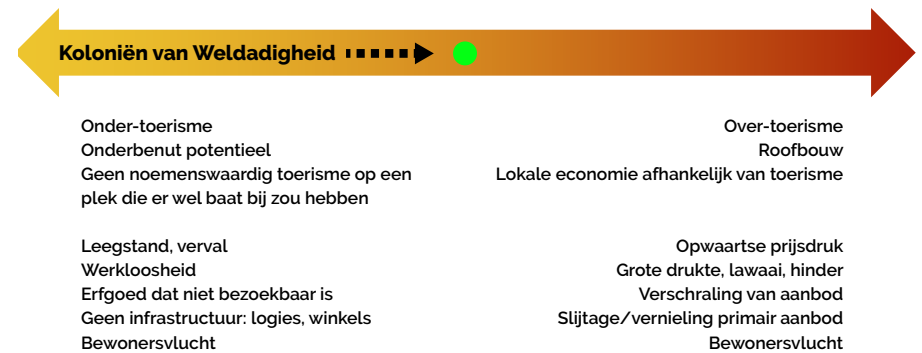 Koloniën van Weldadigheid
Onder-toerisme
Onderbenut potentieel
Geen noemenswaardig toerisme op een
plek die er wel baat bij zou hebben
Leegstand, verval
Werkloosheid
Erfgoed dat niet bezoekbaar is
Geen infrastructuur: logies, winkels
Bewonersvlucht
Over-toerisme
Roofbouw
Lokale economie afhankelijk van toerisme
Opwaartse prijsdruk
Grote drukte, lawaai, hinder
Verschraling van aanbod
Slijtage/vernieling primair aanbod
Bewonersvlucht